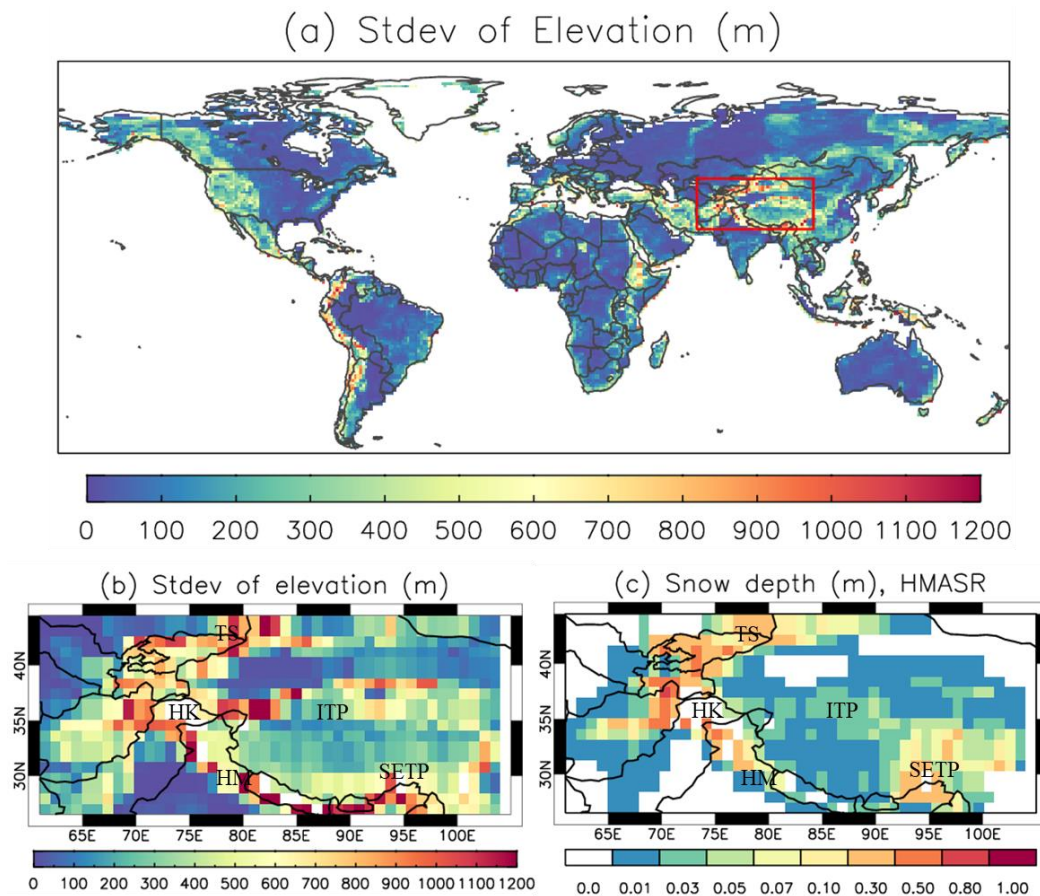 (a) Stdev of Elevation (m)
0 100 200 300 400 500 600 700 800 900 1000 1100 1200
(b) Stdev of elevation (m)
TS
HK
ITP
HM
SETP
40N
35N
30N
65E 70E 75E 80E 85E 90E 95E 100E
0 100 200 300 400 500 600 700 800 900 1000 1100 1200
(c) Snow depth (m), HMASR
TS
HK
ITP
HM
SETP
40N
35N
30N
65E 70E 75E 80E 85E 90E 95E 100E
0.0 0.01 0.03 0.05 0.07 0.10 0.30 0.50 0.80 1.00